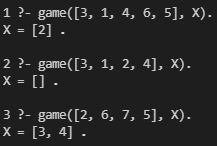 1 ?- game([3, 1, 4, 6, 5], X).
X = [2] .
2 ?- game([3, 1, 2, 4], X).
X = [] .
3 ?- game([2, 6, 7, 5], X).
X = [3, 4] .